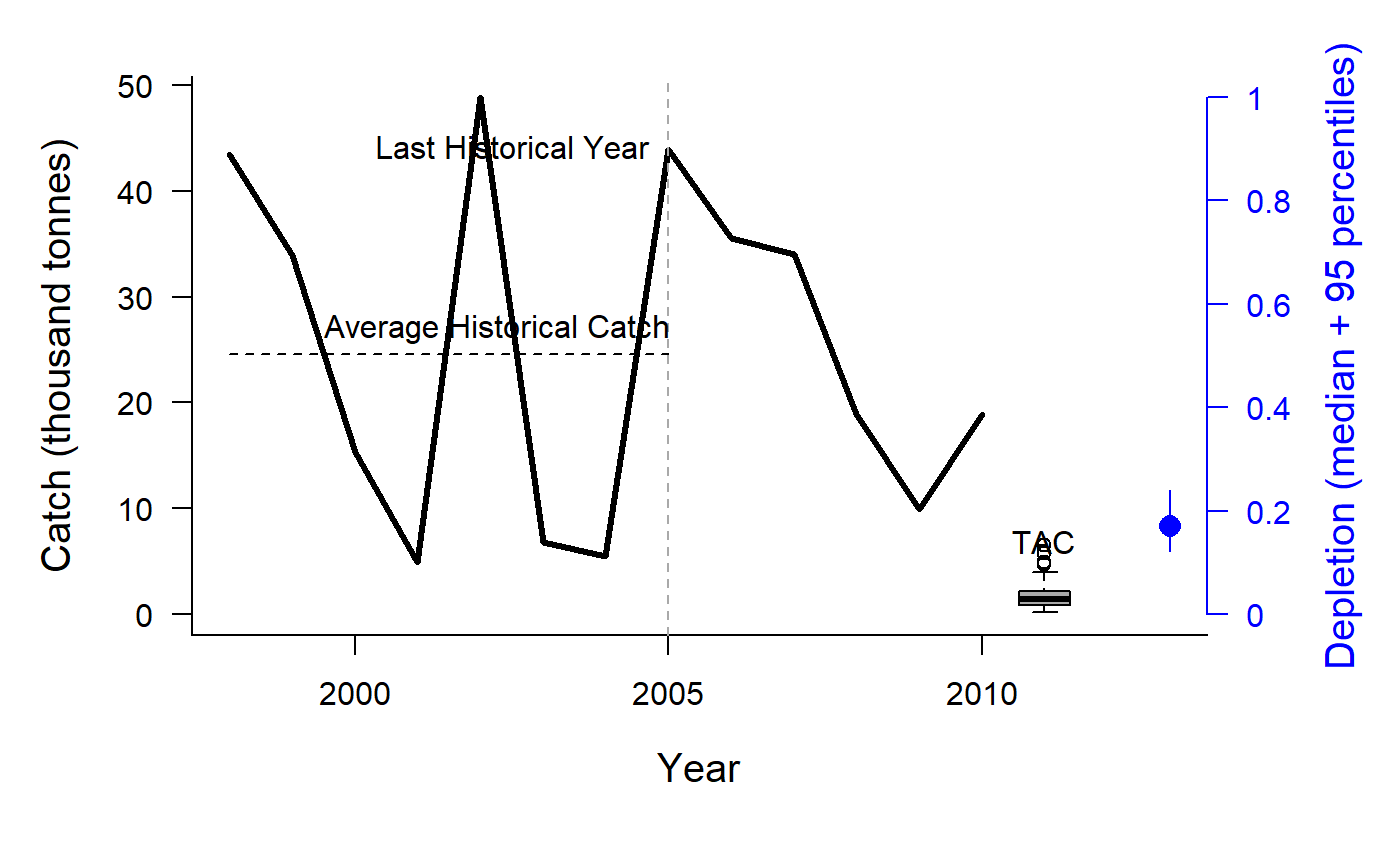 Catch (thousand tonnes)
50
40
30
20
10
0
Last Historical Year
Average Historical Catch
TAC
2000
2005
2010
Year
1
0.8
0.6
0.4
0.2
0
Depletion (median + 95 percentiles)